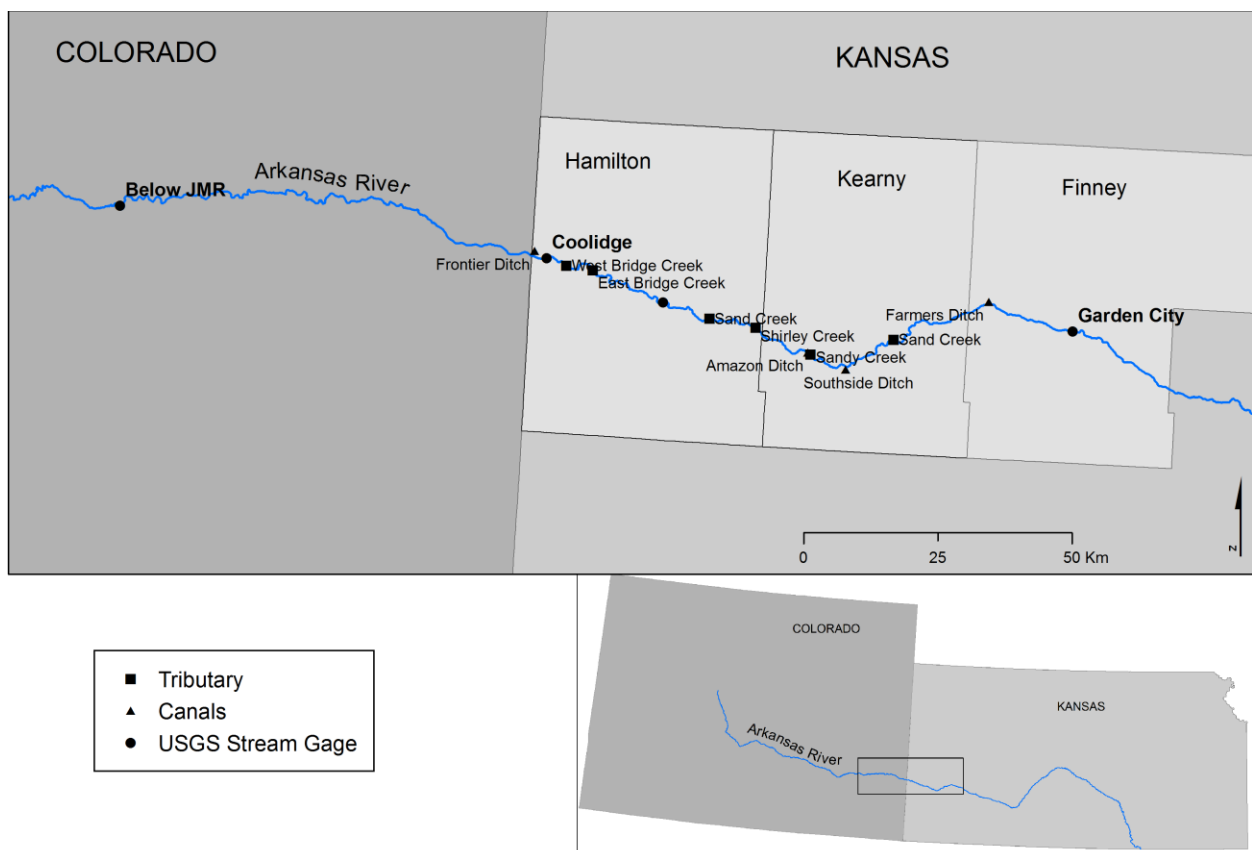 COLORADO
KANSAS
Hamilton
Kearny
Finney
Arkansas River
Below JMR
Coolidge
Frontier Ditch
West Bridge Creek
East Bridge Creek
Sand Creek
Shirley Creek
Amazon Ditch
Sandy Creek
Southside Ditch
Farmers Ditch
Sand Creek
Garden City
0 25 50 Km
N
Tributary
Canals
USGS Stream Gage
COLORADO
KANSAS
Arkansas River